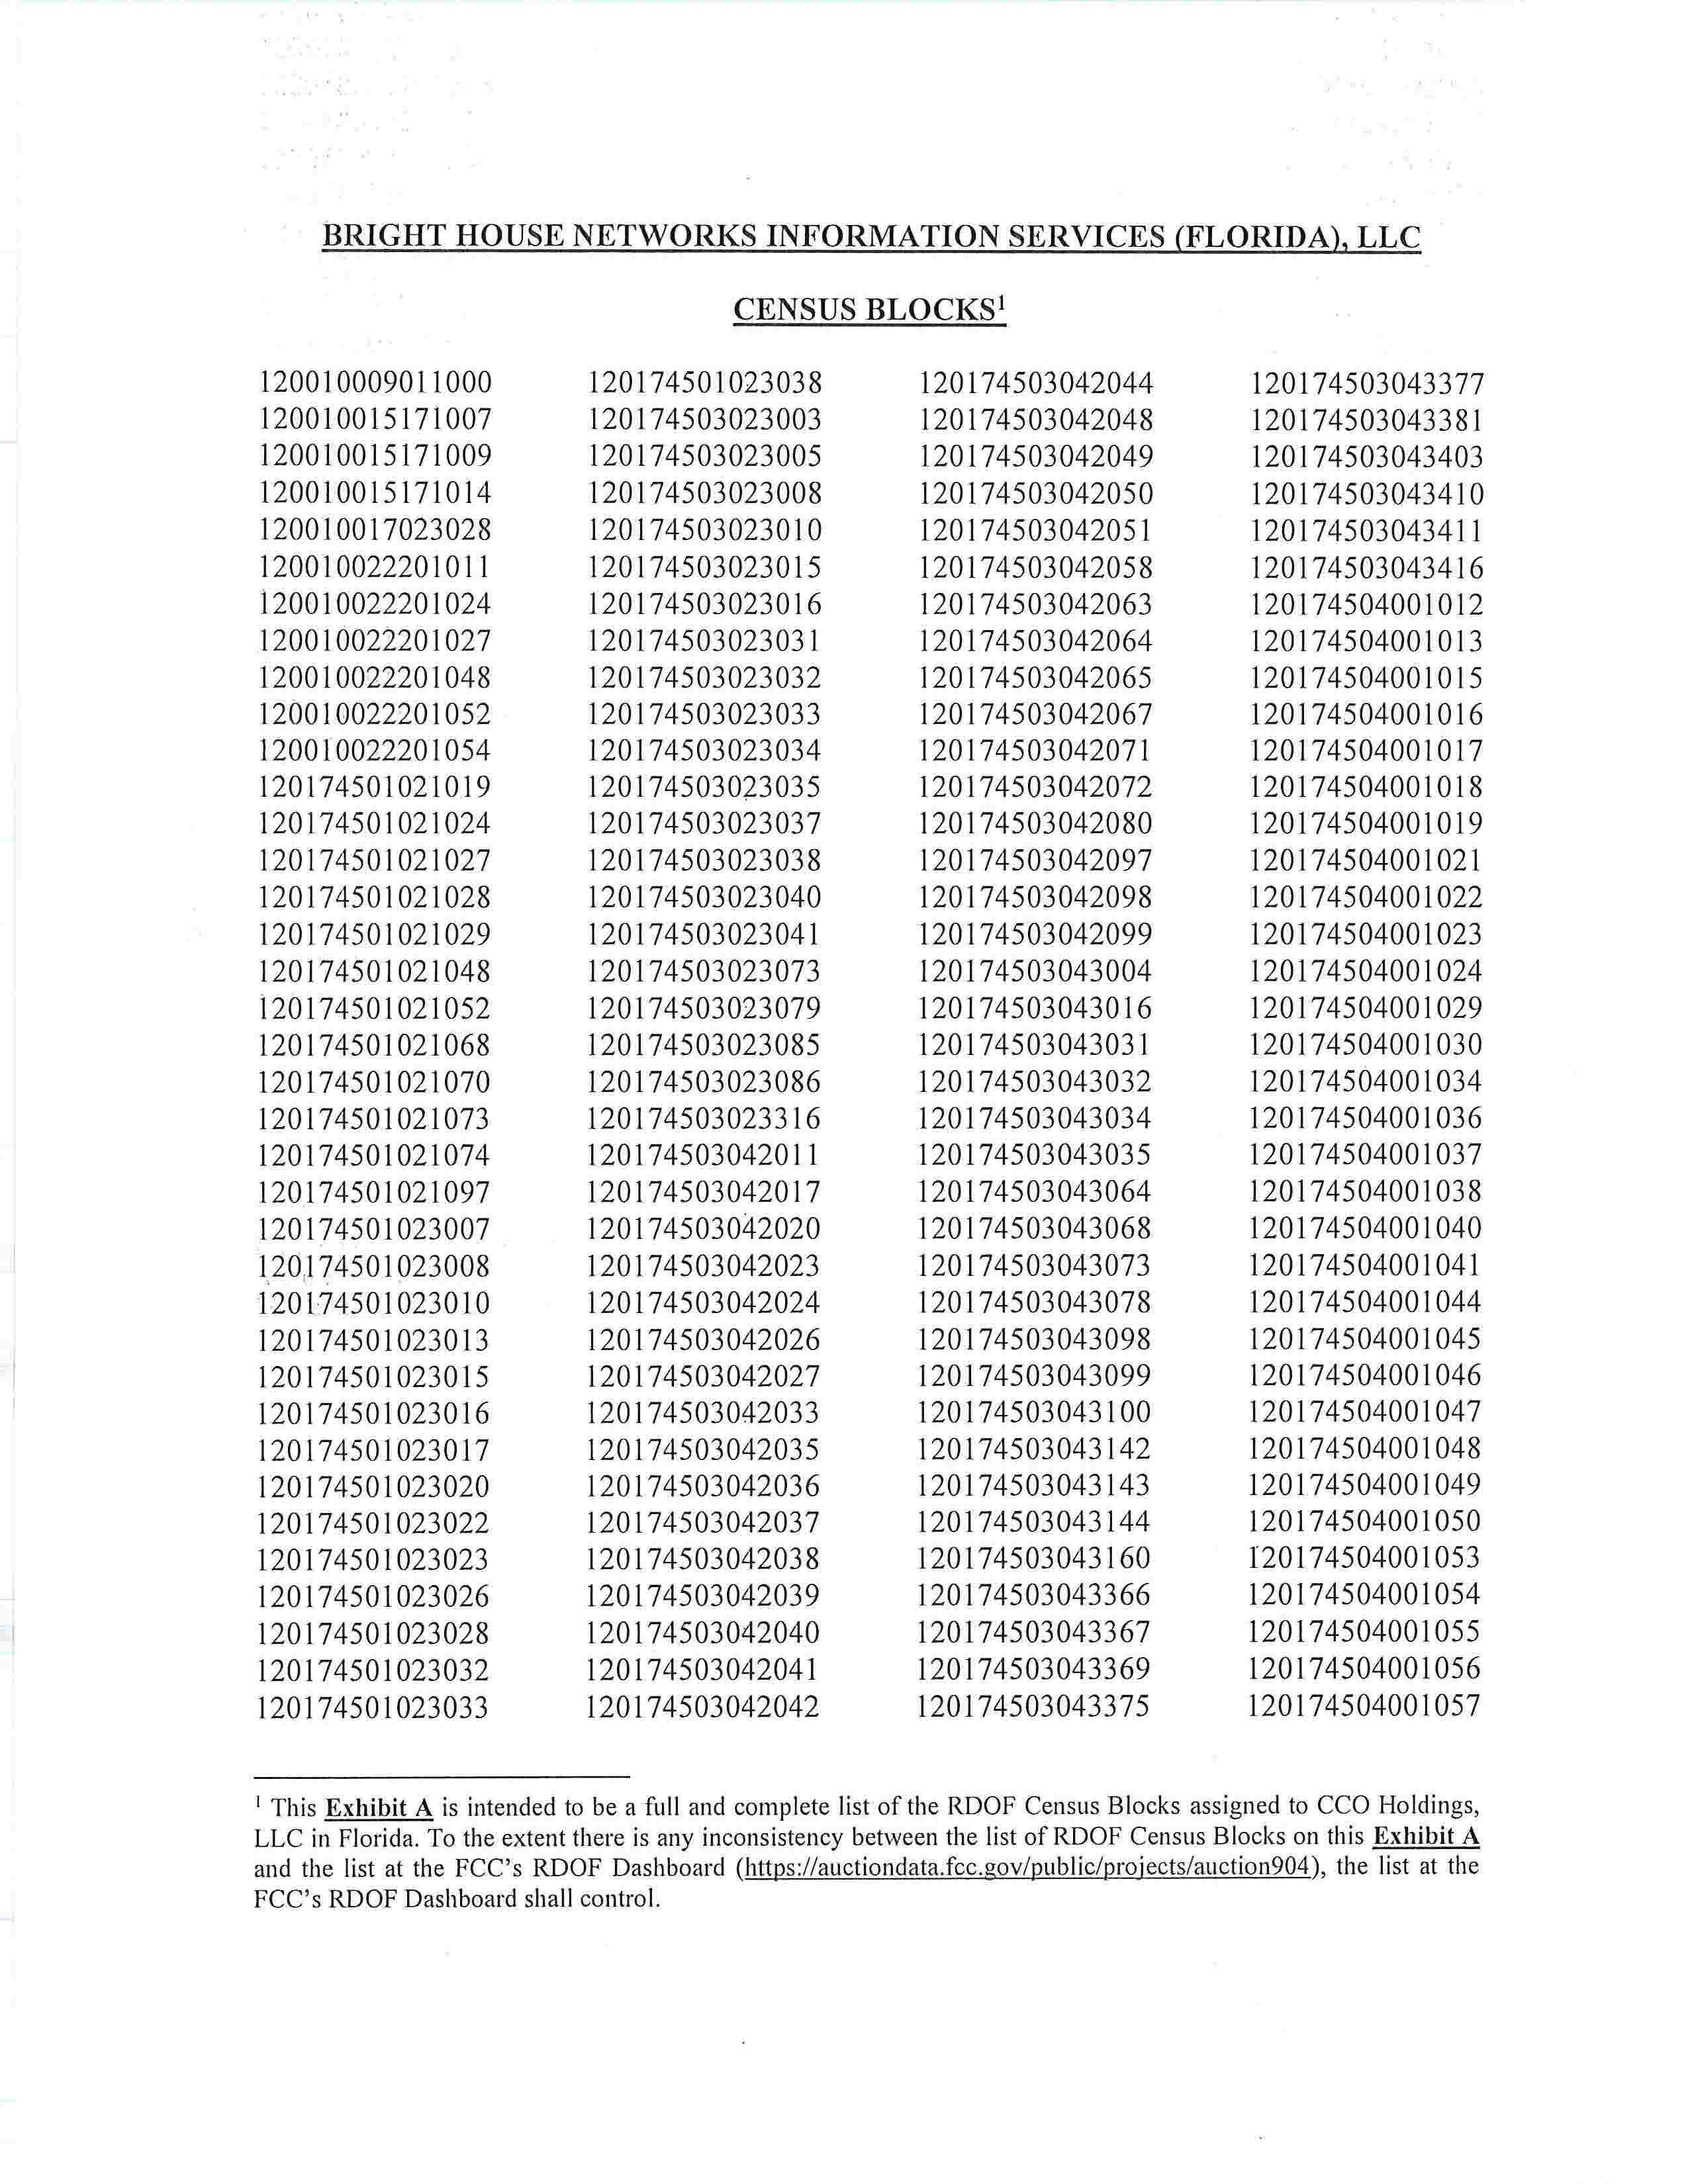 BRIGHT HOUSE NETWORKS INFORMATION SERVICES (FLORIDA), LLC
CENSUS BLOCKS¹
120010009011000 120174501023038 120174503042044 120174503043377
120010015171007 120174503023003 120174503042048 120174503043381
120010015171009 120174503023005 120174503042049 120174503043403
120010015171014 120174503023008 120174503042050 120174503043410
120010017023028 120174503023010 120174503042051 120174503043411
120010022201011 120174503023015 120174503042058 120174503043416
120010022201024 120174503023016 120174503042063 120174504001012
120010022201027 120174503023031 120174503042064 120174504001013
120010022201048 120174503023032 120174503042065 120174504001015
120010022201052 120174503023033 120174503042067 120174504001016
120010022201054 120174503023034 120174503042071 120174504001017
120174501021019 120174503023035 120174503042072 120174504001018
120174501021024 120174503023037 120174503042080 120174504001019
120174501021027 120174503023038 120174503042097 120174504001021
120174501021028 120174503023040 120174503042098 120174504001022
120174501021029 120174503023041 120174503042099 120174504001023
120174501021048 120174503023073 120174503043004 120174504001024
120174501021052 120174503023079 120174503043016 120174504001029
120174501021068 120174503023085 120174503043031 120174504001030
120174501021070 120174503023086 120174503043032 120174504001034
120174501021073 120174503023316 120174503043034 120174504001036
120174501021074 120174503042011 120174503043035 120174504001037
120174501021097 120174503042017 120174503043064 120174504001038
120174501023007 120174503042020 120174503043068 120174504001040
120174501023008 120174503042023 120174503043073 120174504001041
120174501023010 120174503042024 120174503043078 120174504001044
120174501023013 120174503042026 120174503043098 120174504001045
120174501023015 120174503042027 120174503043099 120174504001046
120174501023016 120174503042033 120174503043100 120174504001047
120174501023017 120174503042035 120174503043142 120174504001048
120174501023020 120174503042036 120174503043143 120174504001049
120174501023022 120174503042037 120174503043144 120174504001050
120174501023023 120174503042038 120174503043160 120174504001053
120174501023026 120174503042039 120174503043366 120174504001054
120174501023028 120174503042040 120174503043367 120174504001055
120174501023032 120174503042041 120174503043369 120174504001056
120174501023033 120174503042042 120174503043375 120174504001057
¹ This Exhibit A is intended to be a full and complete list of the RDOF Census Blocks assigned to CCO Holdings,
LLC in Florida. To the extent there is any inconsistency between the list of RDOF Census Blocks on this Exhibit A
and the list at the FCC’s RDOF Dashboard (https://auctiondata.fcc.gov/public/projects/auction904), the list at the
FCC’s RDOF Dashboard shall control.